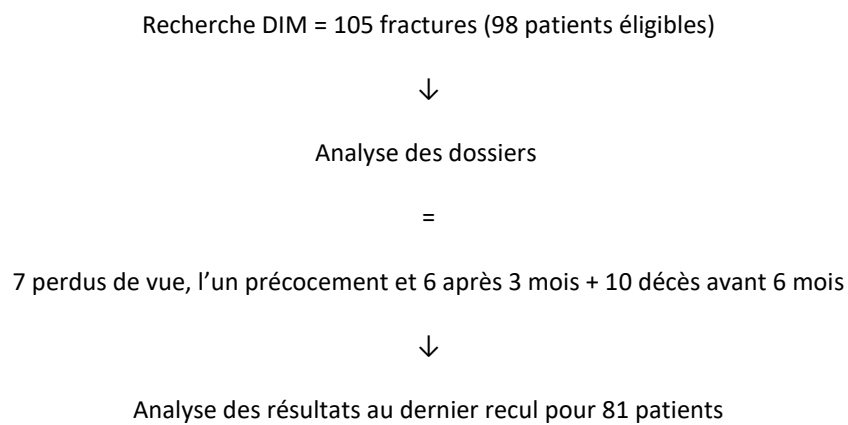 Recherche DIM = 105 fractures (98 patients éligibles)
↓
Analyse des dossiers
=
7 perdus de vue, l’un précocement et 6 après 3 mois + 10 décès avant 6 mois
↓
Analyse des résultats au dernier recul pour 81 patients